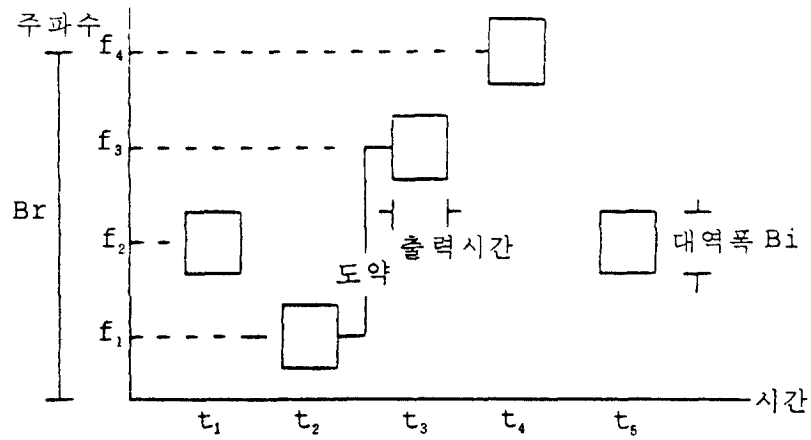 주파수
f₄
f₃
Br
f₂
출력시간
대역폭 Bi
도약
f₁
시간
t₁ t₂ t₃ t₄ t₅